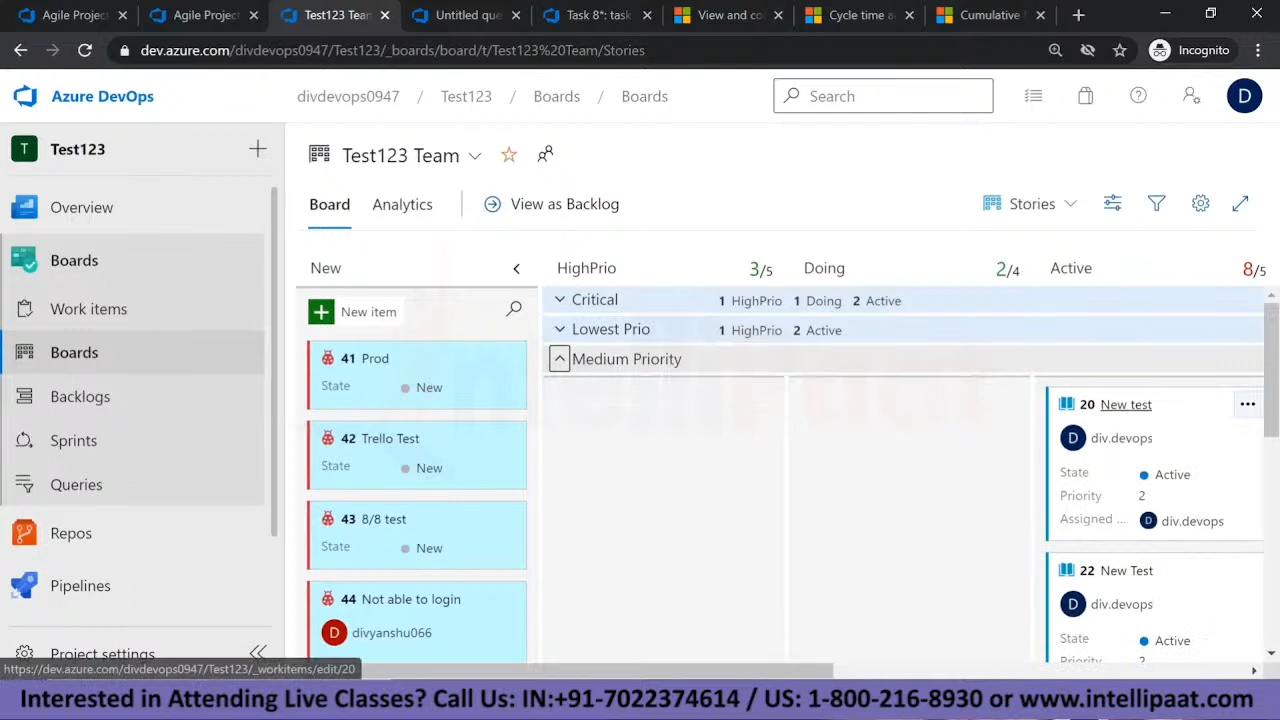 Agile Projec
Agile Projec
Test123 Tea
Untitled que
Task 8*: task
View and co
Cycle time a
Cumulative
dev.azure.com/divdevops0947/Test123/_boards/board/t/Test123%20Team/Stories
Incognito
Azure DevOps
divdevops0947 / Test123 / Boards / Boards
Search
D
T Test123
Test123 Team
Overview
Board Analytics View as Backlog
Stories
Boards
Work items
Boards
Backlogs
Sprints
Queries
Repos
Pipelines
Project settings
New
HighPrio 3/5
Doing 2/4
Active 8/5
New item
Critical 1 HighPrio 1 Doing 2 Active
Lowest Prio 1 HighPrio 2 Active
Medium Priority
41 Prod
State New
42 Trello Test
State New
43 8/8 test
State New
44 Not able to login
D divyanshu066
20 New test
D div.devops
State Active
Priority 2
Assigned ... D div.devops
22 New Test
D div.devops
State Active
https://dev.azure.com/divdevops0947/Test123/_workitems/edit/20
Interested in Attending Live Classes? Call Us: IN:+91-7022374614 / US: 1-800-216-8930 or www.intellipaat.com